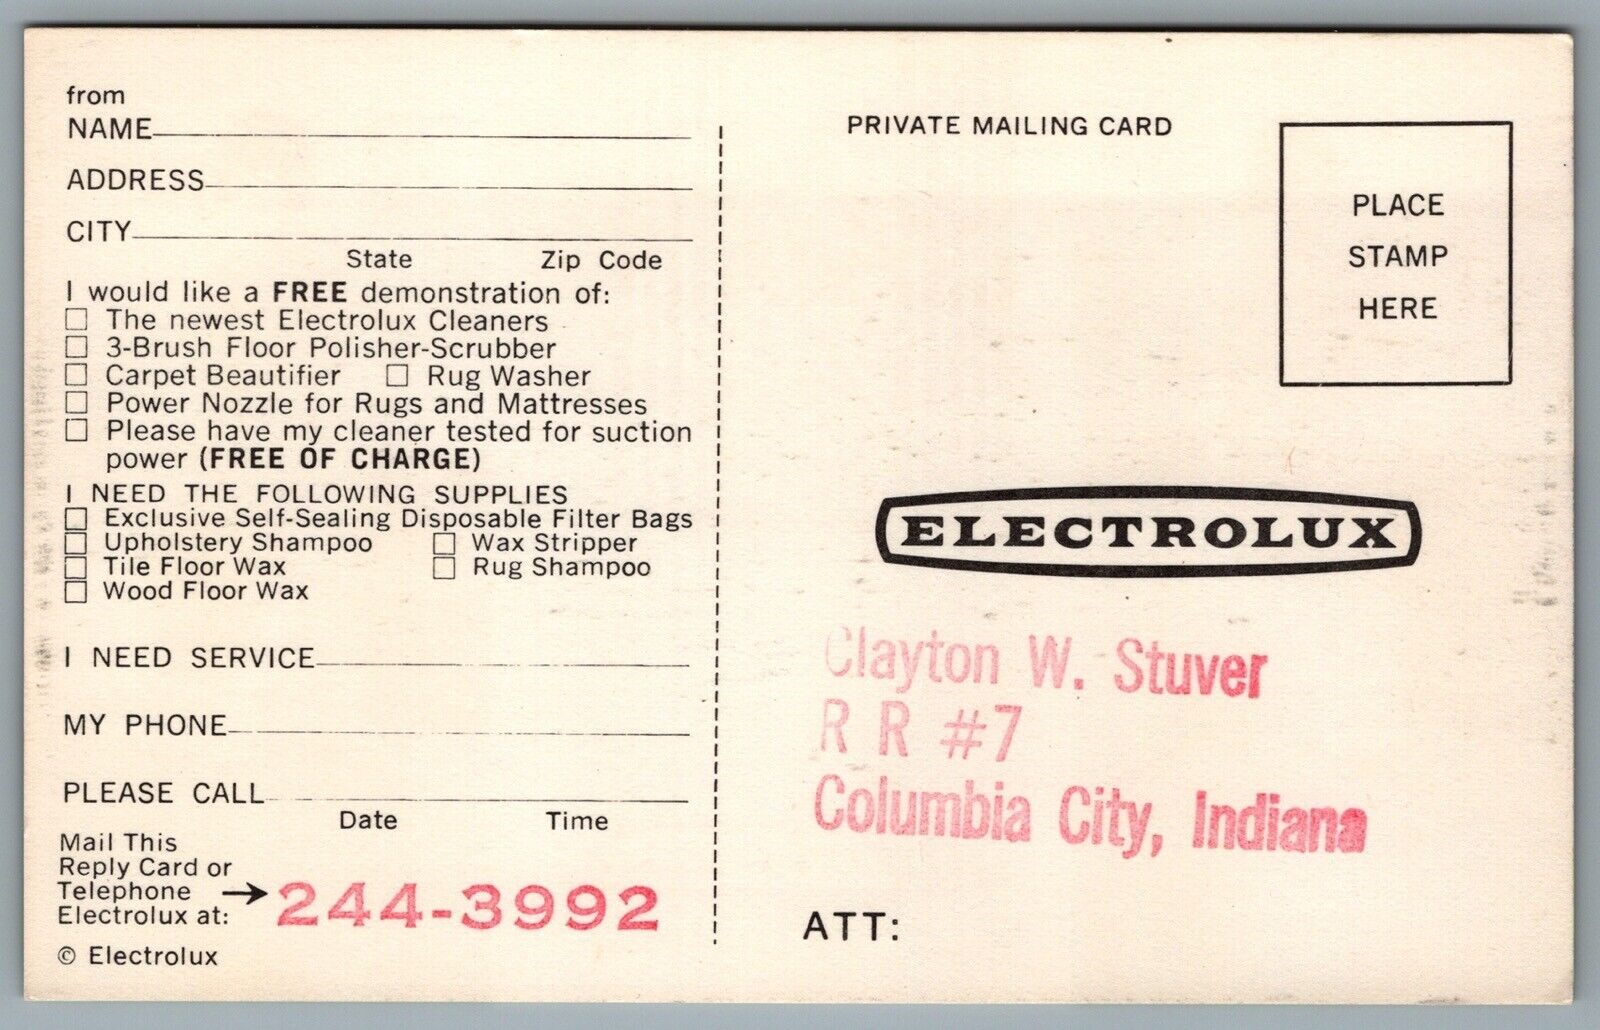 from
NAME
ADDRESS
CITY
State Zip Code
I would like a FREE demonstration of:
☐ The newest Electrolux Cleaners
☐ 3-Brush Floor Polisher-Scrubber
☐ Carpet Beautifier ☐ Rug Washer
☐ Power Nozzle for Rugs and Mattresses
☐ Please have my cleaner tested for suction
power (FREE OF CHARGE)
I NEED THE FOLLOWING SUPPLIES
☐ Exclusive Self-Sealing Disposable Filter Bags
☐ Upholstery Shampoo ☐ Wax Stripper
☐ Tile Floor Wax ☐ Rug Shampoo
☐ Wood Floor Wax
I NEED SERVICE
MY PHONE
PLEASE CALL
Date Time
Mail This
Reply Card or
Telephone
Electrolux at:
→ 244-3992
© Electrolux
PRIVATE MAILING CARD
PLACE
STAMP
HERE
ELECTROLUX
Clayton W. Stuver
R R #7
Columbia City, Indiana
ATT: